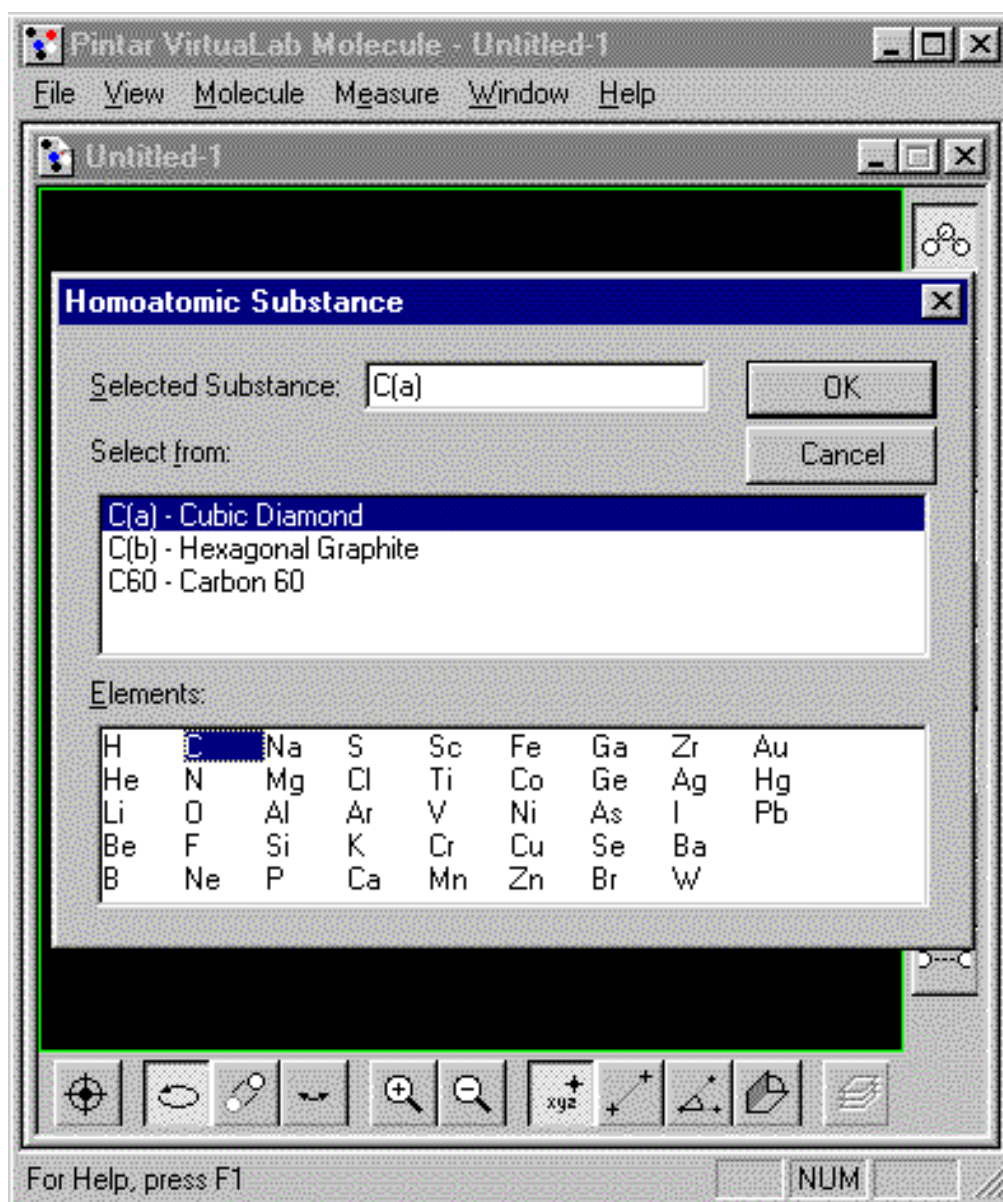 Pintar VirtuaLab Molecule - Untitled-1
File View Molecule Measure Window Help
Untitled-1
Homoatomic Substance
Selected Substance: C(a) OK
Select from: Cancel
C(a) - Cubic Diamond
C(b) - Hexagonal Graphite
C60 - Carbon 60
Elements:
H C Na S Sc Fe Ga Zr Au
He N Mg Cl Ti Co Ge Ag Hg
Li O Al Ar V Ni As I Pb
Be F Si K Cr Cu Se Ba
B Ne P Ca Mn Zn Br W
xyz
For Help, press F1 NUM